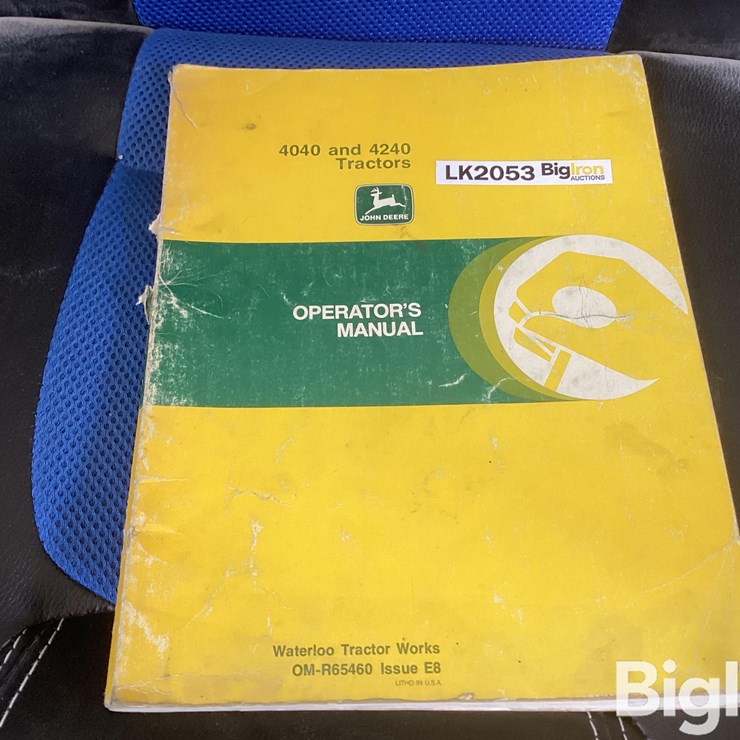 4040 and 4240
Tractors
LK2053 BigIron
AUCTIONS
JOHN DEERE
OPERATOR'S
MANUAL
Waterloo Tractor Works
OM-R65460 Issue E8
LITHO IN U.S.A.
BigI